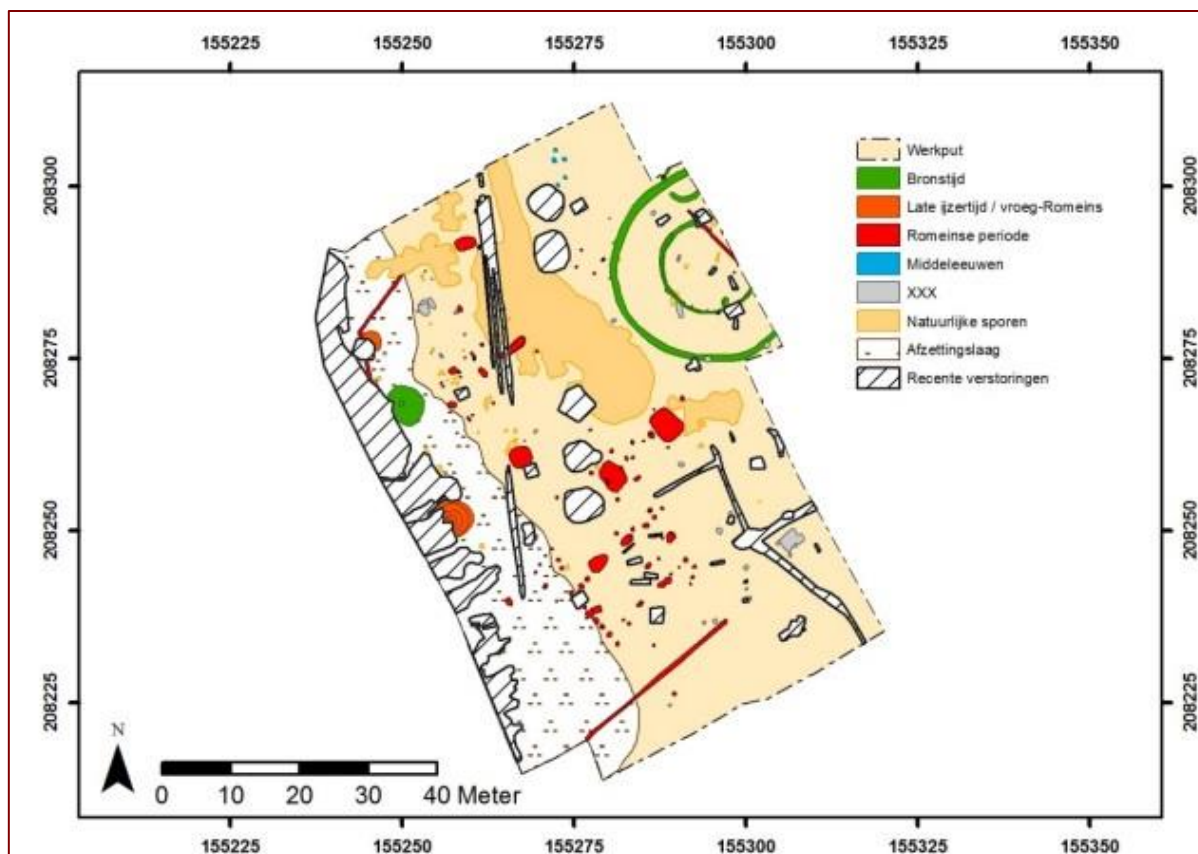 155225 155250 155275 155300 155325 155350
208300 208300
Werkput
Bronstijd
Late ijzertijd / vroeg-Romeins
Romeinse periode
Middeleeuwen
XXX
Natuurlijke sporen
Afzettingslaag
Recente verstoringen
208275 208275
208250 208250
208225 208225
N
0 10 20 30 40 Meter
155225 155250 155275 155300 155325 155350